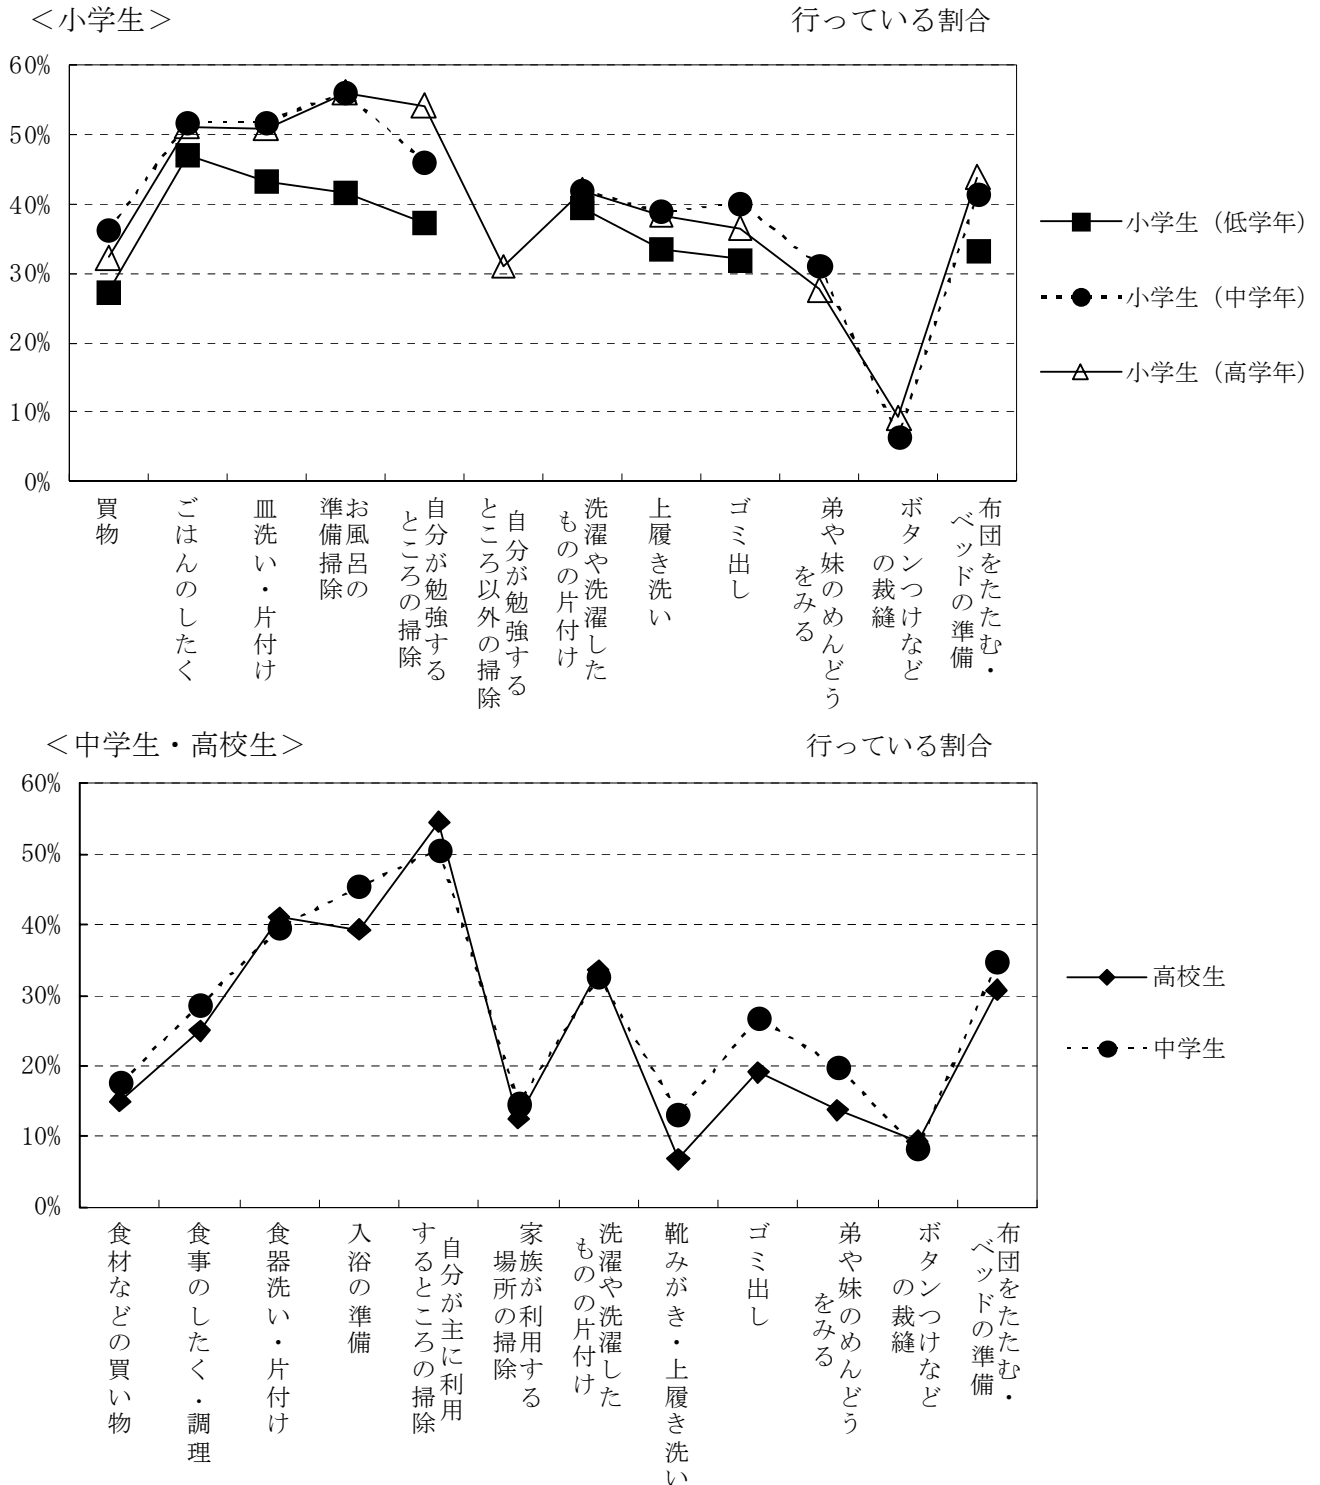 ＜小学生＞
行っている割合
60%
50%
40%
30%
20%
10%
0%
買物
ごはんのしたく
皿洗い・片付け
お風呂の
準備掃除
自分が勉強する
ところの掃除
自分が勉強する
ところ以外の掃除
洗濯や洗濯した
ものの片付け
上履き洗い
ゴミ出し
弟や妹のめんどう
をみる
ボタンつけなど
の裁縫
布団をたたむ・
ベッドの準備
小学生（低学年）
小学生（中学年）
小学生（高学年）
＜中学生・高校生＞
行っている割合
60%
50%
40%
30%
20%
10%
0%
食材などの買い物
食事のしたく・調理
食器洗い・片付け
入浴の準備
自分が主に利用
するところの掃除
家族が利用する
場所の掃除
洗濯や洗濯した
ものの片付け
靴みがき・上履き洗い
ゴミ出し
弟や妹のめんどう
をみる
ボタンつけなど
の裁縫
布団をたたむ・
ベッドの準備
高校生
中学生